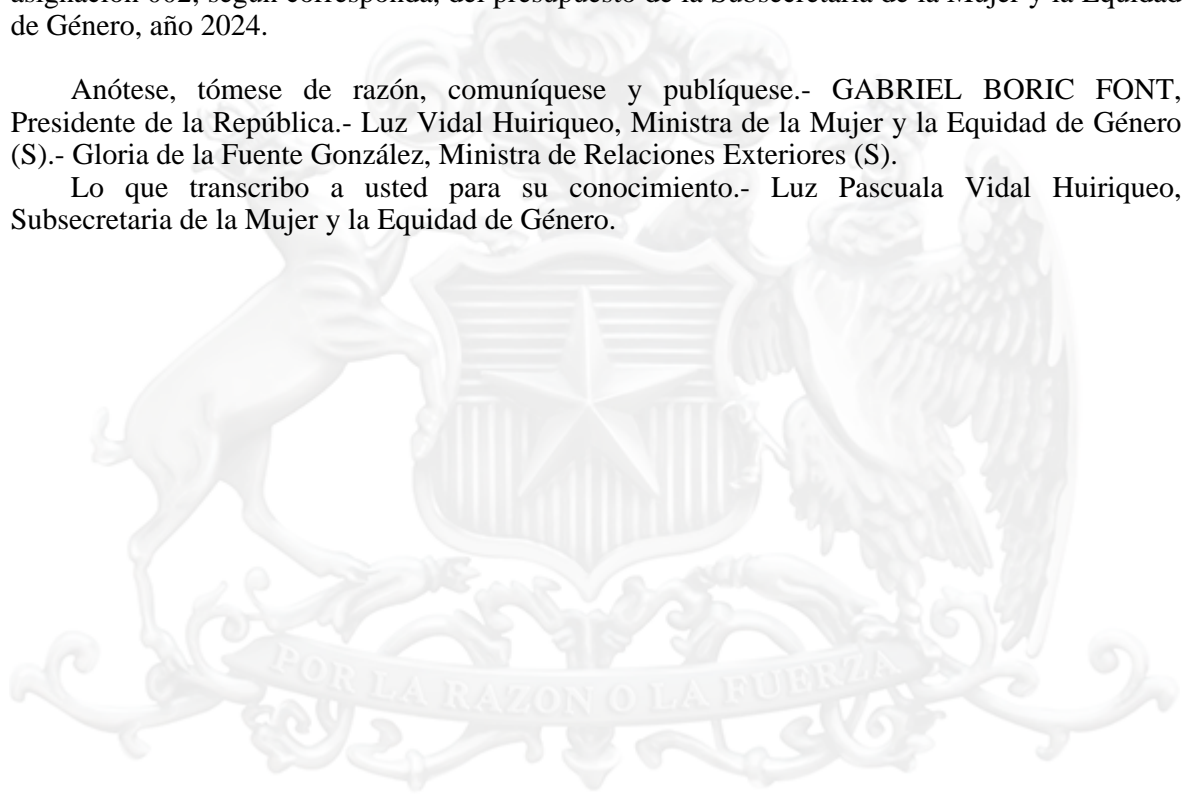 asignación 002, según corresponda, del presupuesto de la Subsecretaría de la Mujer y la Equidad
de Género, año 2024.
Anótese, tómese de razón, comuníquese y publíquese.- GABRIEL BORIC FONT,
Presidente de la República.- Luz Vidal Huiriqueo, Ministra de la Mujer y la Equidad de Género
(S).- Gloria de la Fuente González, Ministra de Relaciones Exteriores (S).
Lo que transcribo a usted para su conocimiento.- Luz Pascuala Vidal Huiriqueo,
Subsecretaria de la Mujer y la Equidad de Género.
POR LA RAZON O LA FUERZA